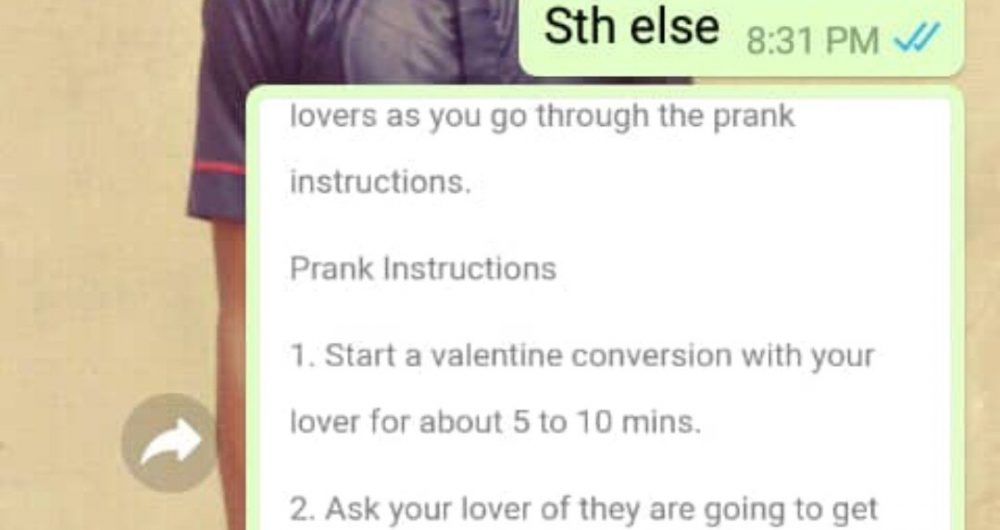 Sth else 8:31 PM
lovers as you go through the prank
instructions.
Prank Instructions
1. Start a valentine conversion with your
lover for about 5 to 10 mins.
2. Ask your lover of they are going to get